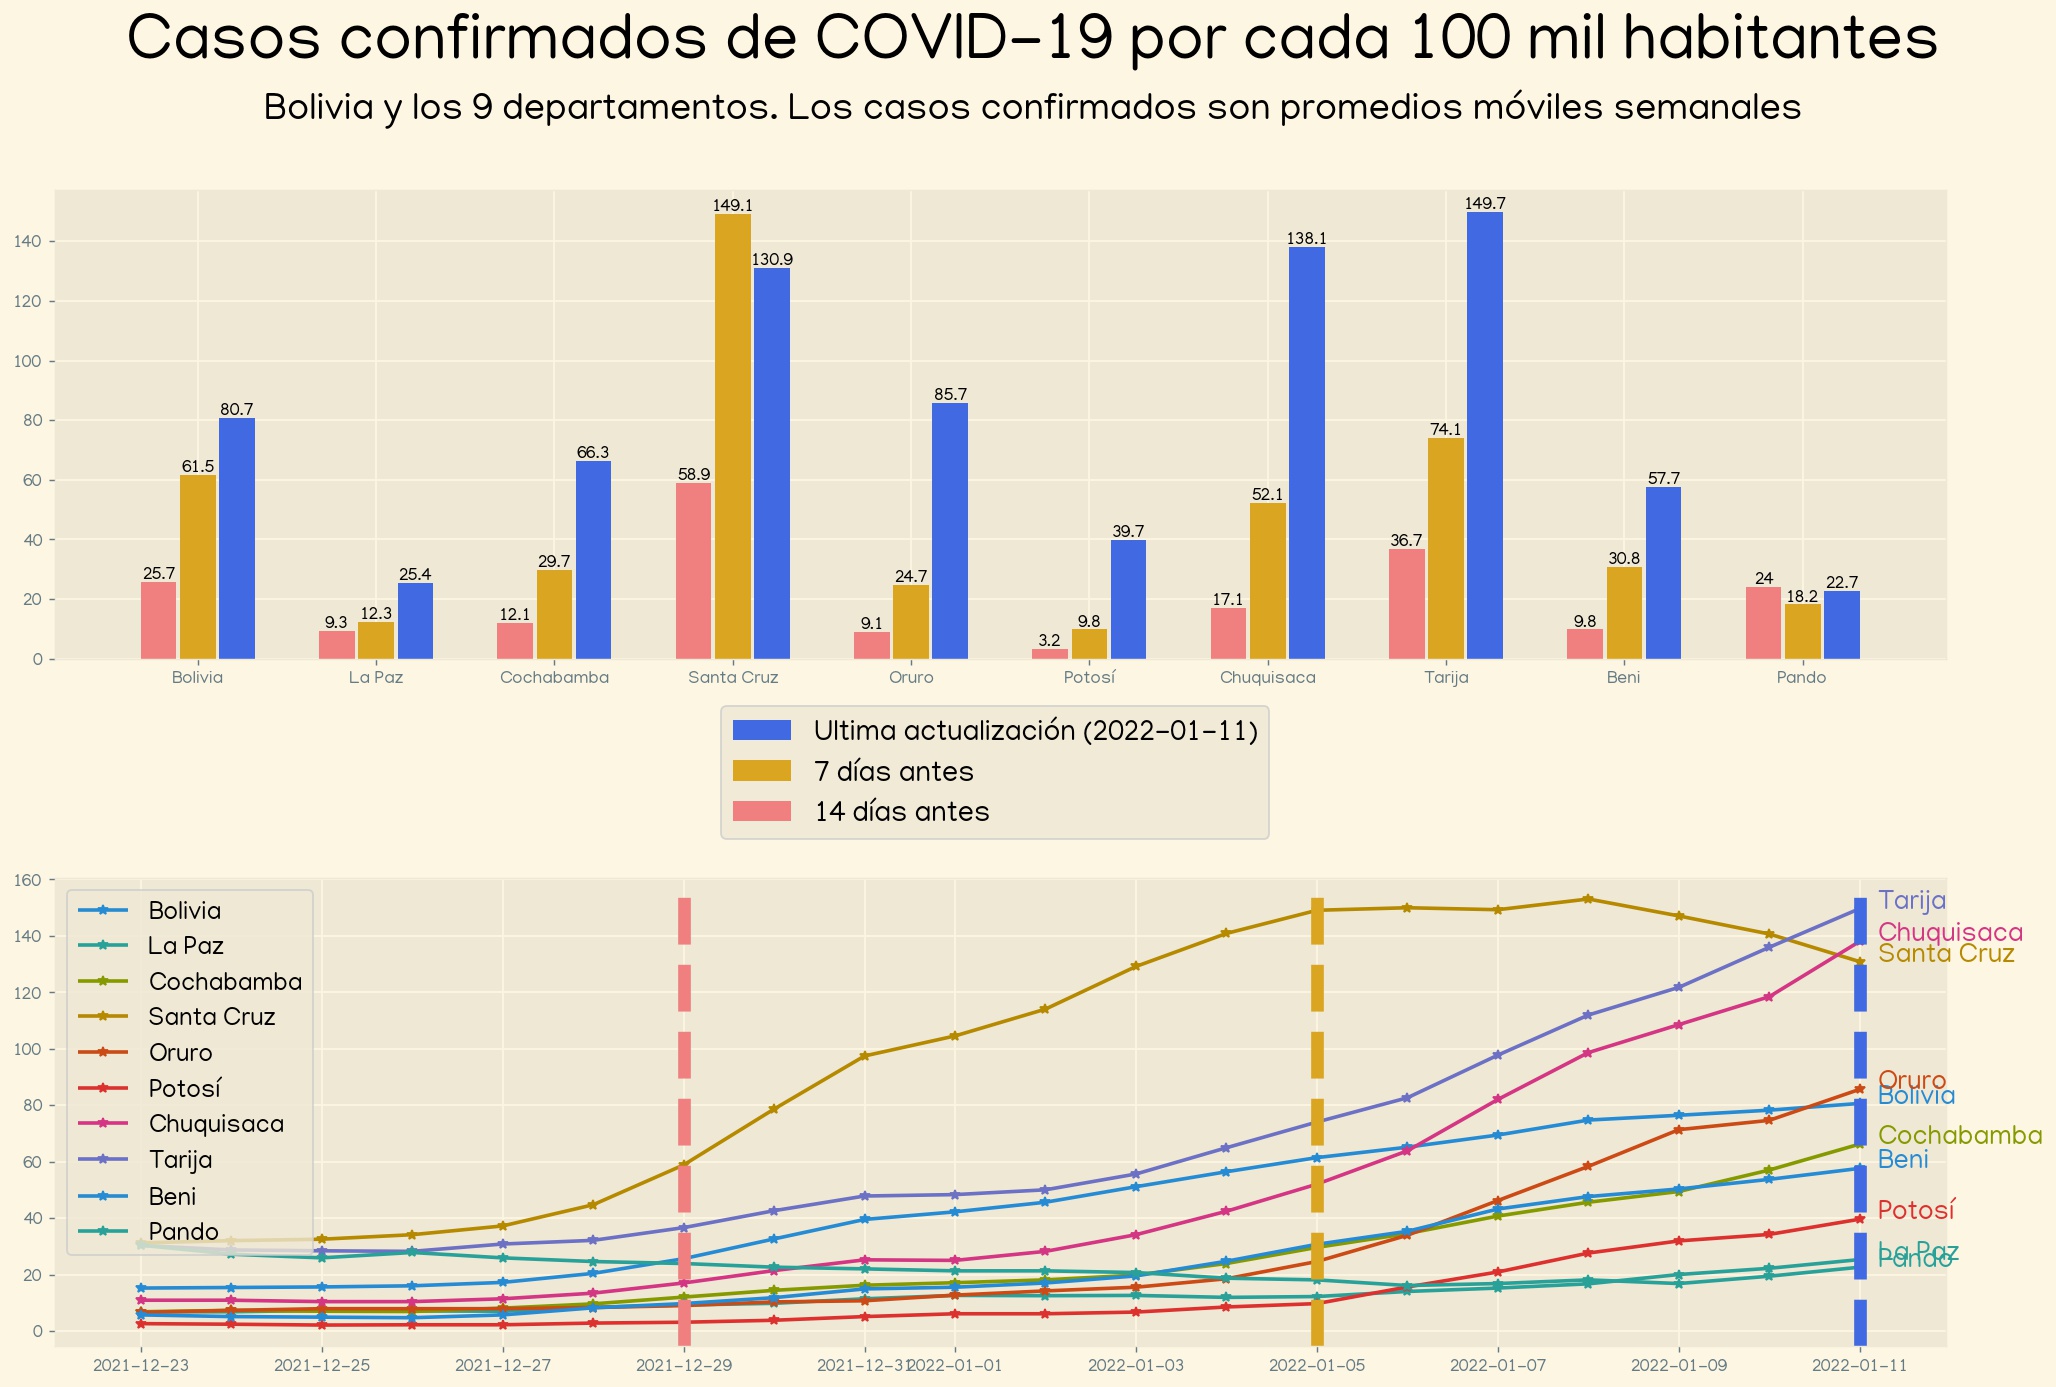 Casos confirmados de COVID-19 por cada 100 mil habitantes
Bolivia y los 9 departamentos. Los casos confirmados son promedios móviles semanales
140
120
100
80
60
40
20
0
25.7
61.5
80.7
9.3
12.3
25.4
12.1
29.7
66.3
58.9
149.1
130.9
9.1
24.7
85.7
3.2
9.8
39.7
17.1
52.1
138.1
36.7
74.1
149.7
9.8
30.8
57.7
24
18.2
22.7
Bolivia La Paz Cochabamba Santa Cruz Oruro Potosí Chuquisaca Tarija Beni Pando
Ultima actualización (2022-01-11)
7 días antes
14 días antes
160
140
120
100
80
60
40
20
0
Bolivia
La Paz
Cochabamba
Santa Cruz
Oruro
Potosí
Chuquisaca
Tarija
Beni
Pando
Tarija
Chuquisaca
Santa Cruz
Oruro
Bolivia
Cochabamba
Beni
Potosí
La Paz
Pando
2021-12-23 2021-12-25 2021-12-27 2021-12-29 2021-12-31 2022-01-01 2022-01-03 2022-01-05 2022-01-07 2022-01-09 2022-01-11